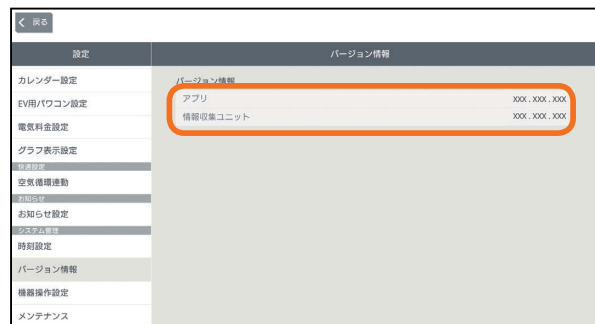 く 戻る
設定
バージョン情報
カレンダー設定
EV用パワコン設定
電気料金設定
グラフ表示設定
快適設定
空気循環連動
お知らせ
お知らせ設定
システム管理
時刻設定
バージョン情報
機器操作設定
メンテナンス
バージョン情報
アプリ XXX.XXX.XXX
情報収集ユニット XXX.XXX.XXX